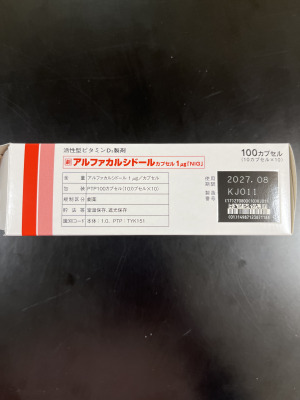 活性型ビタミンD₃製剤
劇 アルファカルシドールカプセル1μg「NIG」
100カプセル
(10カプセル×10)
含量 アルファカルシドール 1μg/カプセル
包装 PTP100カプセル(10カプセル×10)
規制区分 劇薬
貯法等 室温保存、遮光保存
識別コード 本体:1.0、PTP:TYK151
使用期限 2027.08
製造番号 KJ011